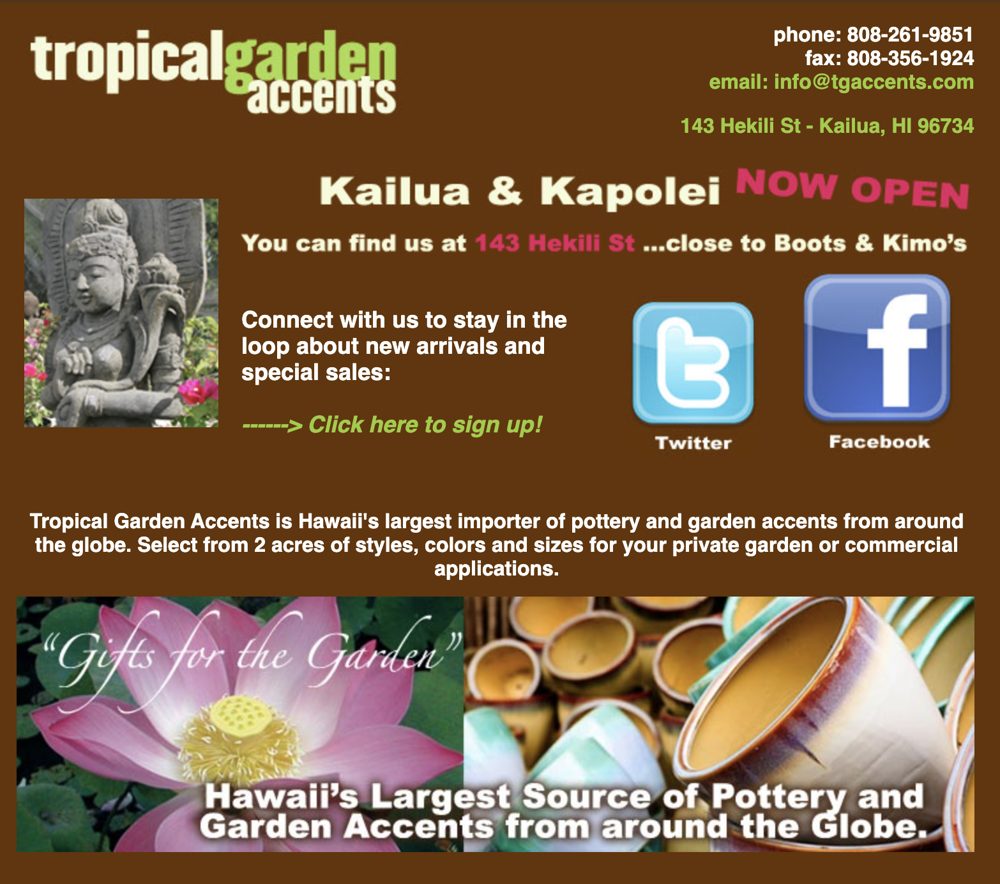 tropicalgarden
accents
phone: 808-261-9851
fax: 808-356-1924
email: info@tgaccents.com
143 Hekili St - Kailua, HI 96734
Kailua & Kapolei NOW OPEN
You can find us at 143 Hekili St ...close to Boots & Kimo's
Connect with us to stay in the
loop about new arrivals and
special sales:
------> Click here to sign up!
t
Twitter
f
Facebook
Tropical Garden Accents is Hawaii's largest importer of pottery and garden accents from around
the globe. Select from 2 acres of styles, colors and sizes for your private garden or commercial
applications.
“Gifts for the Garden”
Hawaii's Largest Source of Pottery and
Garden Accents from around the Globe.